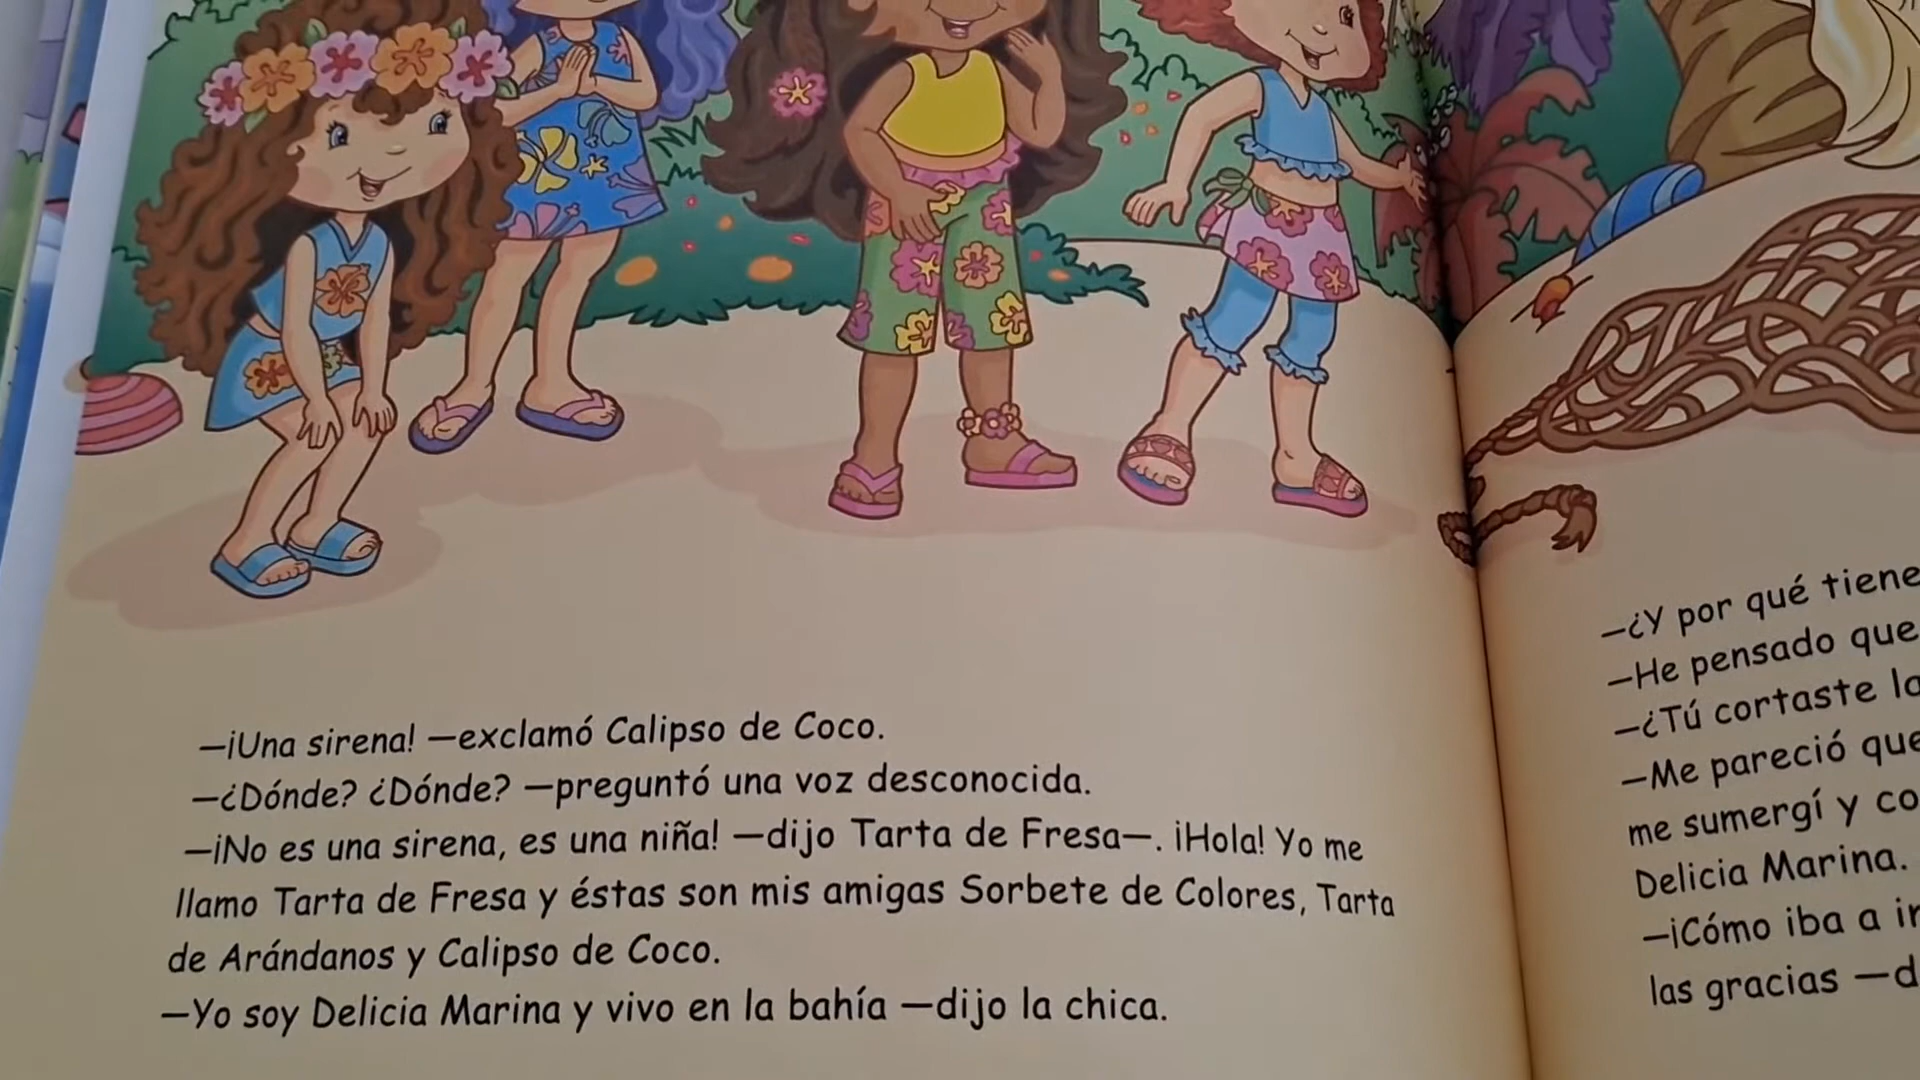 —¡Una sirena! —exclamó Calipso de Coco.
—¿Dónde? ¿Dónde? —preguntó una voz desconocida.
—¡No es una sirena, es una niña! —dijo Tarta de Fresa—. ¡Hola! Yo me
llamo Tarta de Fresa y éstas son mis amigas Sorbete de Colores, Tarta
de Arándanos y Calipso de Coco.
—Yo soy Delicia Marina y vivo en la bahía —dijo la chica.
—¿Y por qué tiene
—He pensado que
—¿Tú cortaste
—Me pareció que
me sumergí y
Delicia Marina.
—¡Cómo iba a
las gracias